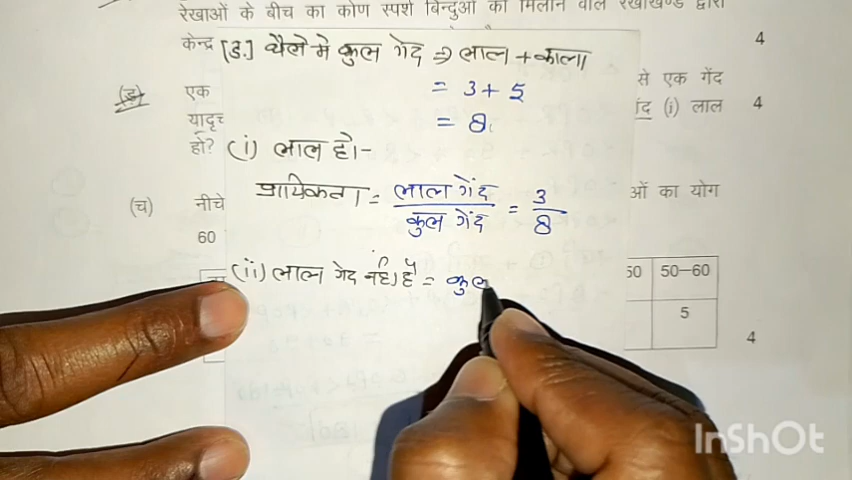 रेखाओं के बीच का कोण स्पर्श बिन्दुओं को मिलाने वाले रेखाखण्ड द्वारा
केन्द्र 4
[3.] थैले मे कुल गेंद ⇒ लाल + काला
(ड) एक = 3 + 5 से एक गेंद
यादृच = 8 (i) लाल 4
हो? (i) लाल हो-
प्रायिकता = लाल गेंद / कुल गेंद = 3/8
(च) नीचे ओं का योग
60
(ii) लाल गेद नही है = कुल
50 50–60
5
4
InShOt